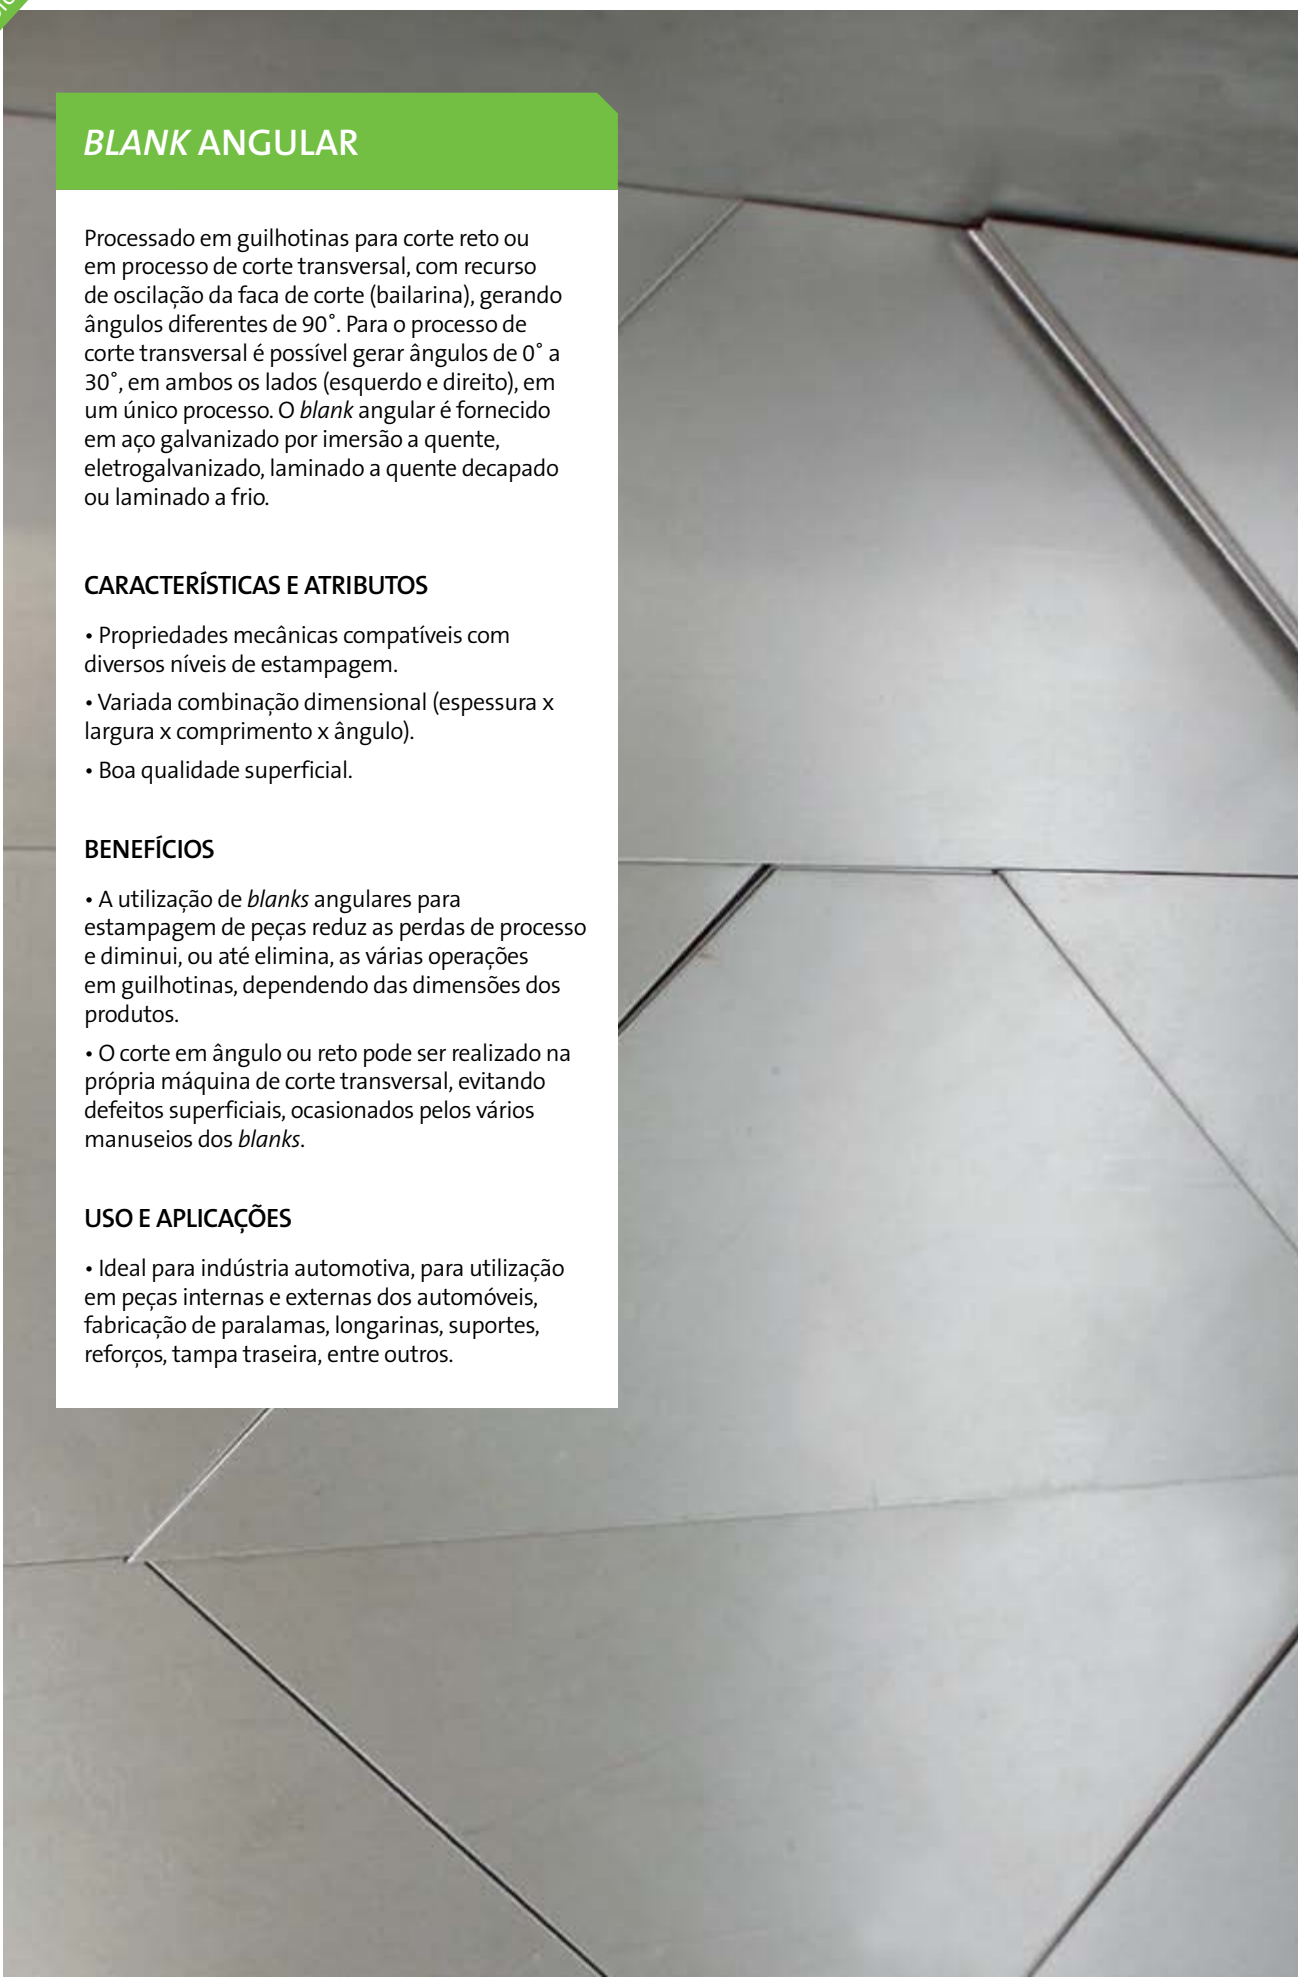 BLANK ANGULAR
Processado em guilhotinas para corte reto ou
em processo de corte transversal, com recurso
de oscilação da faca de corte (bailarina), gerando
ângulos diferentes de 90˚. Para o processo de
corte transversal é possível gerar ângulos de 0˚ a
30˚, em ambos os lados (esquerdo e direito), em
um único processo. O blank angular é fornecido
em aço galvanizado por imersão a quente,
eletrogalvanizado, laminado a quente decapado
ou laminado a frio.
CARACTERÍSTICAS E ATRIBUTOS
• Propriedades mecânicas compatíveis com
diversos níveis de estampagem.
• Variada combinação dimensional (espessura x
largura x comprimento x ângulo).
• Boa qualidade superficial.
BENEFÍCIOS
• A utilização de blanks angulares para
estampagem de peças reduz as perdas de processo
e diminui, ou até elimina, as várias operações
em guilhotinas, dependendo das dimensões dos
produtos.
• O corte em ângulo ou reto pode ser realizado na
própria máquina de corte transversal, evitando
defeitos superficiais, ocasionados pelos vários
manuseios dos blanks.
USO E APLICAÇÕES
• Ideal para indústria automotiva, para utilização
em peças internas e externas dos automóveis,
fabricação de paralamas, longarinas, suportes,
reforços, tampa traseira, entre outros.